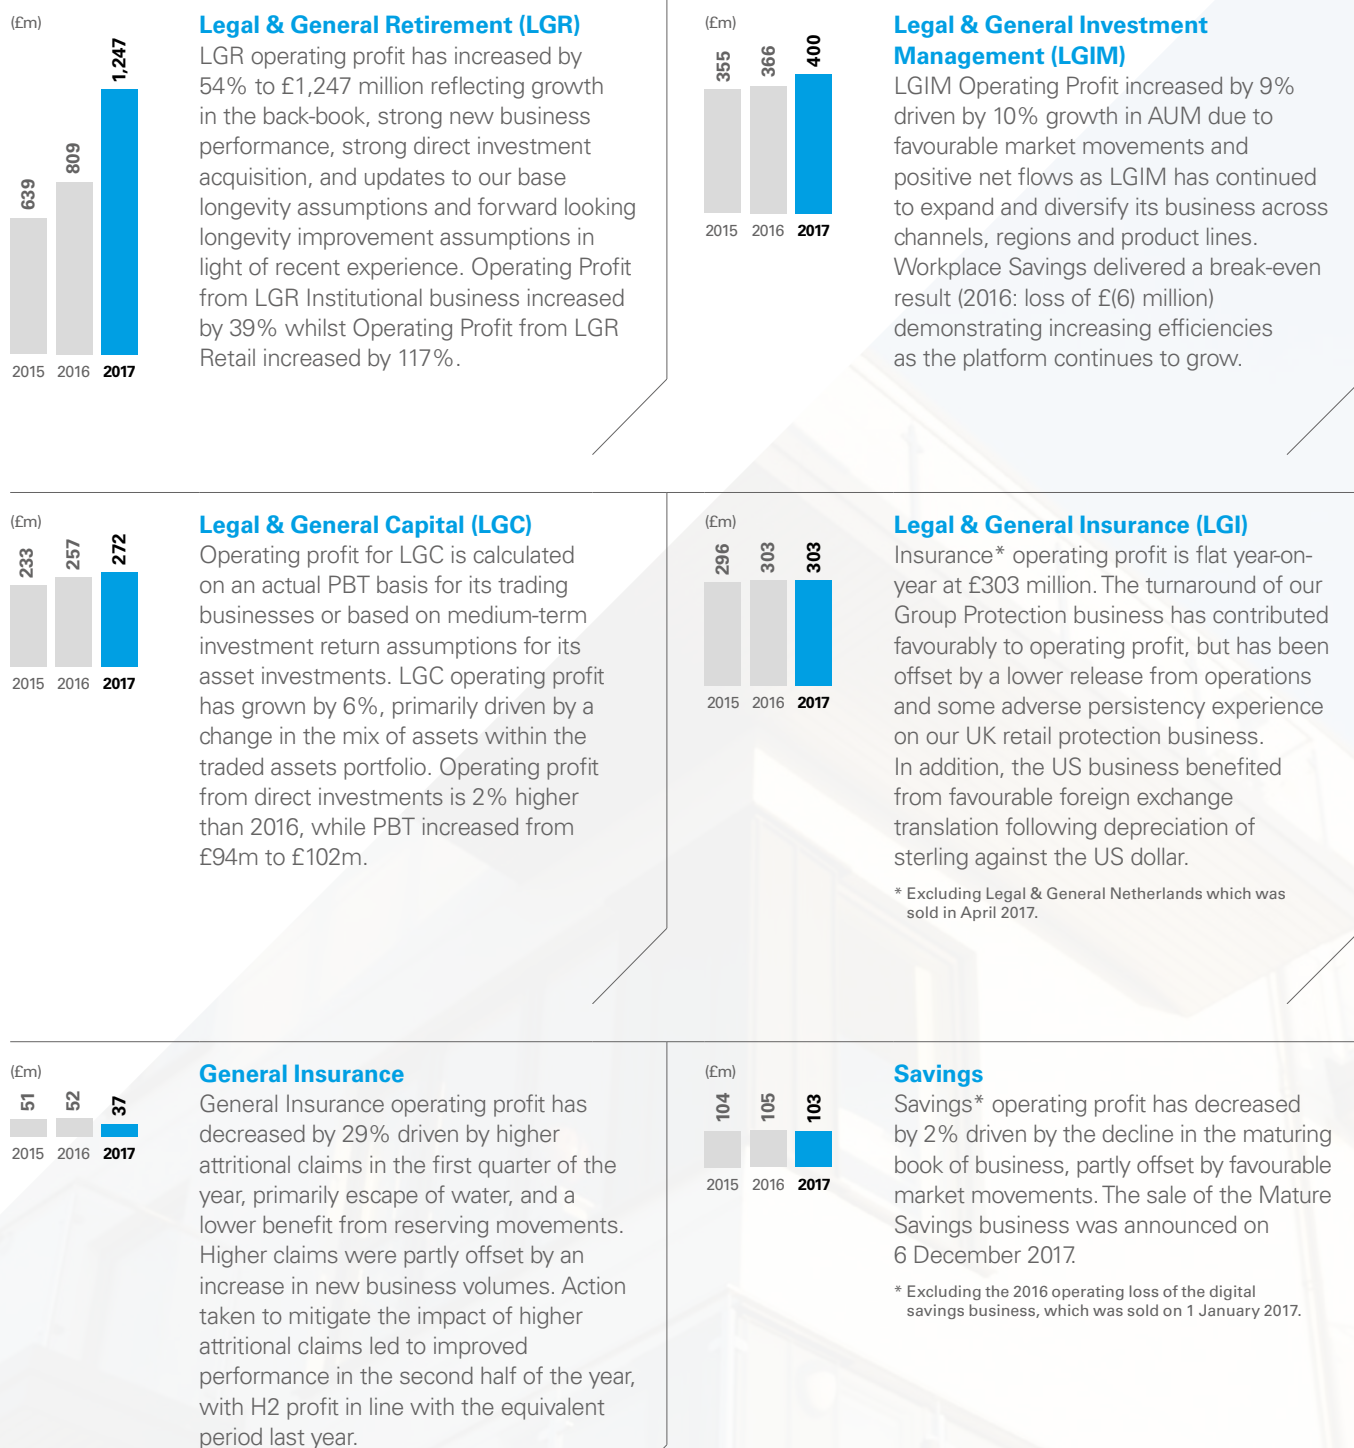 (£m)
639
809
1,247
2015 2016 2017
Legal & General Retirement (LGR)
LGR operating profit has increased by
54% to £1,247 million reflecting growth
in the back-book, strong new business
performance, strong direct investment
acquisition, and updates to our base
longevity assumptions and forward looking
longevity improvement assumptions in
light of recent experience. Operating Profit
from LGR Institutional business increased
by 39% whilst Operating Profit from LGR
Retail increased by 117%.
(£m)
355
366
400
2015 2016 2017
Legal & General Investment
Management (LGIM)
LGIM Operating Profit increased by 9%
driven by 10% growth in AUM due to
favourable market movements and
positive net flows as LGIM has continued
to expand and diversify its business across
channels, regions and product lines.
Workplace Savings delivered a break-even
result (2016: loss of £(6) million)
demonstrating increasing efficiencies
as the platform continues to grow.
(£m)
233
257
272
2015 2016 2017
Legal & General Capital (LGC)
Operating profit for LGC is calculated
on an actual PBT basis for its trading
businesses or based on medium-term
investment return assumptions for its
asset investments. LGC operating profit
has grown by 6%, primarily driven by a
change in the mix of assets within the
traded assets portfolio. Operating profit
from direct investments is 2% higher
than 2016, while PBT increased from
£94m to £102m.
(£m)
296
303
303
2015 2016 2017
Legal & General Insurance (LGI)
Insurance* operating profit is flat year-on-
year at £303 million. The turnaround of our
Group Protection business has contributed
favourably to operating profit, but has been
offset by a lower release from operations
and some adverse persistency experience
on our UK retail protection business.
In addition, the US business benefited
from favourable foreign exchange
translation following depreciation of
sterling against the US dollar.
* Excluding Legal & General Netherlands which was
sold in April 2017.
(£m)
51
52
37
2015 2016 2017
General Insurance
General Insurance operating profit has
decreased by 29% driven by higher
attritional claims in the first quarter of the
year, primarily escape of water, and a
lower benefit from reserving movements.
Higher claims were partly offset by an
increase in new business volumes. Action
taken to mitigate the impact of higher
attritional claims led to improved
performance in the second half of the year,
with H2 profit in line with the equivalent
period last year.
(£m)
104
105
103
2015 2016 2017
Savings
Savings* operating profit has decreased
by 2% driven by the decline in the maturing
book of business, partly offset by favourable
market movements. The sale of the Mature
Savings business was announced on
6 December 2017.
* Excluding the 2016 operating loss of the digital
savings business, which was sold on 1 January 2017.